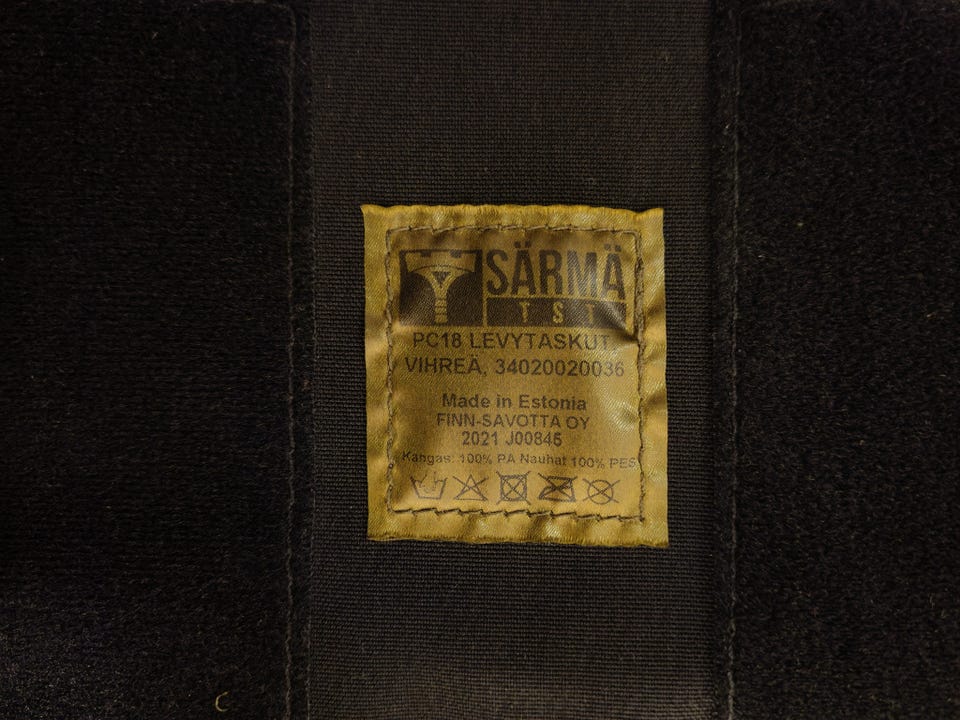 SÄRMÄ
TST
PC18 LEVYTASKUT
VIHREÄ, 34020020036
Made in Estonia
FINN-SAVOTTA OY
2021 J00845
Kangas: 100% PA Nauhat 100% PES